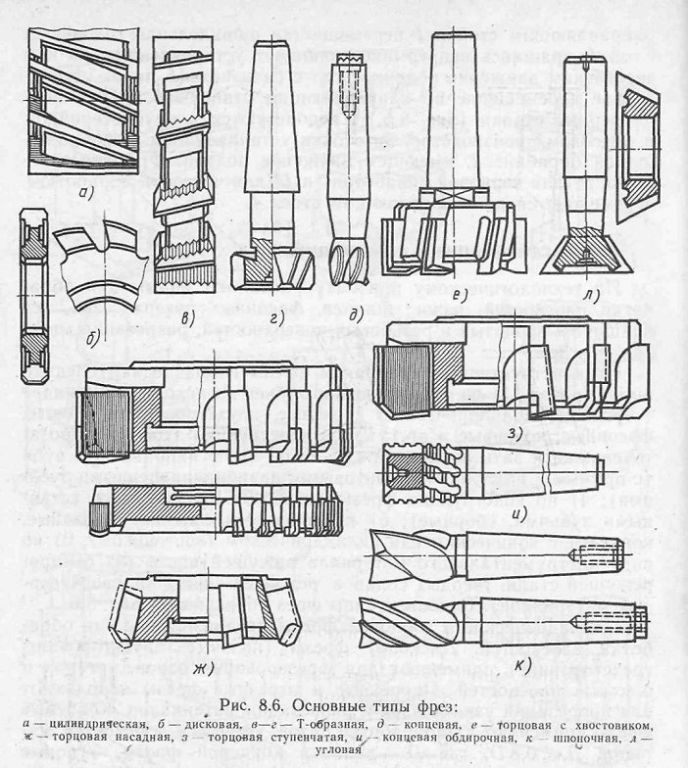 а)
б)
в)
г)
д)
е)
л)
з)
и)
ж)
к)
Рис. 8.6. Основные типы фрез:
а — цилиндрическая, б — дисковая, в—г — Т-образная, д — концевая, е — торцовая с хвостовиком,
ж — торцовая насадная, з — торцовая ступенчатая, и — концевая обдирочная, к — шпоночная, л —
угловая